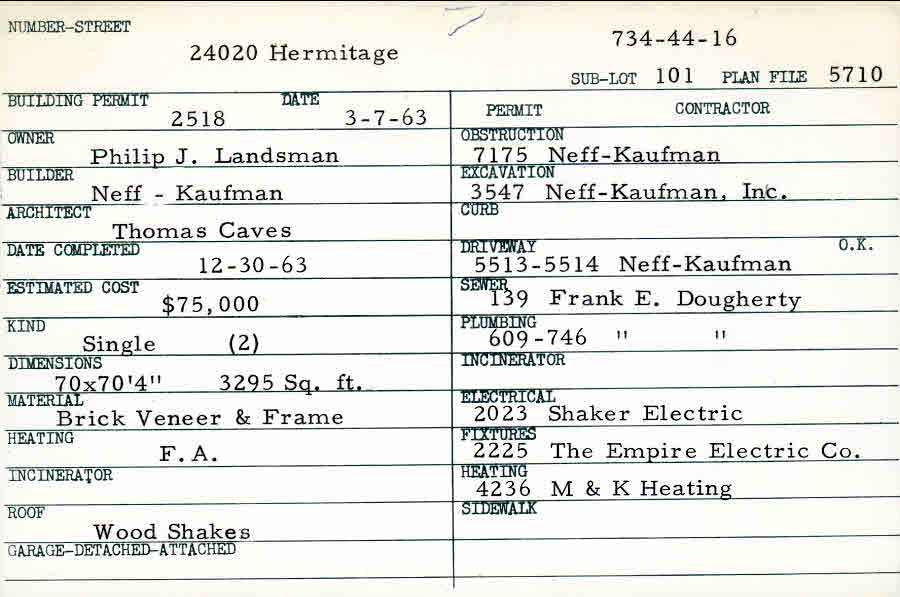 NUMBER-STREET
24020 Hermitage
734-44-16
SUB-LOT 101 PLAN FILE 5710
BUILDING PERMIT DATE
2518 3-7-63
OWNER
Philip J. Landsman
BUILDER
Neff - Kaufman
ARCHITECT
Thomas Caves
DATE COMPLETED
12-30-63
ESTIMATED COST
$75,000
KIND
Single (2)
DIMENSIONS
70x70'4" 3295 Sq. ft.
MATERIAL
Brick Veneer & Frame
HEATING
F.A.
INCINERATOR
ROOF
Wood Shakes
GARAGE-DETACHED-ATTACHED
PERMIT CONTRACTOR
OBSTRUCTION
7175 Neff-Kaufman
EXCAVATION
3547 Neff-Kaufman, Inc.
CURB
DRIVEWAY O.K.
5513-5514 Neff-Kaufman
SEWER
139 Frank E. Dougherty
PLUMBING
609-746 " "
INCINERATOR
ELECTRICAL
2023 Shaker Electric
FIXTURES
2225 The Empire Electric Co.
HEATING
4236 M & K Heating
SIDEWALK